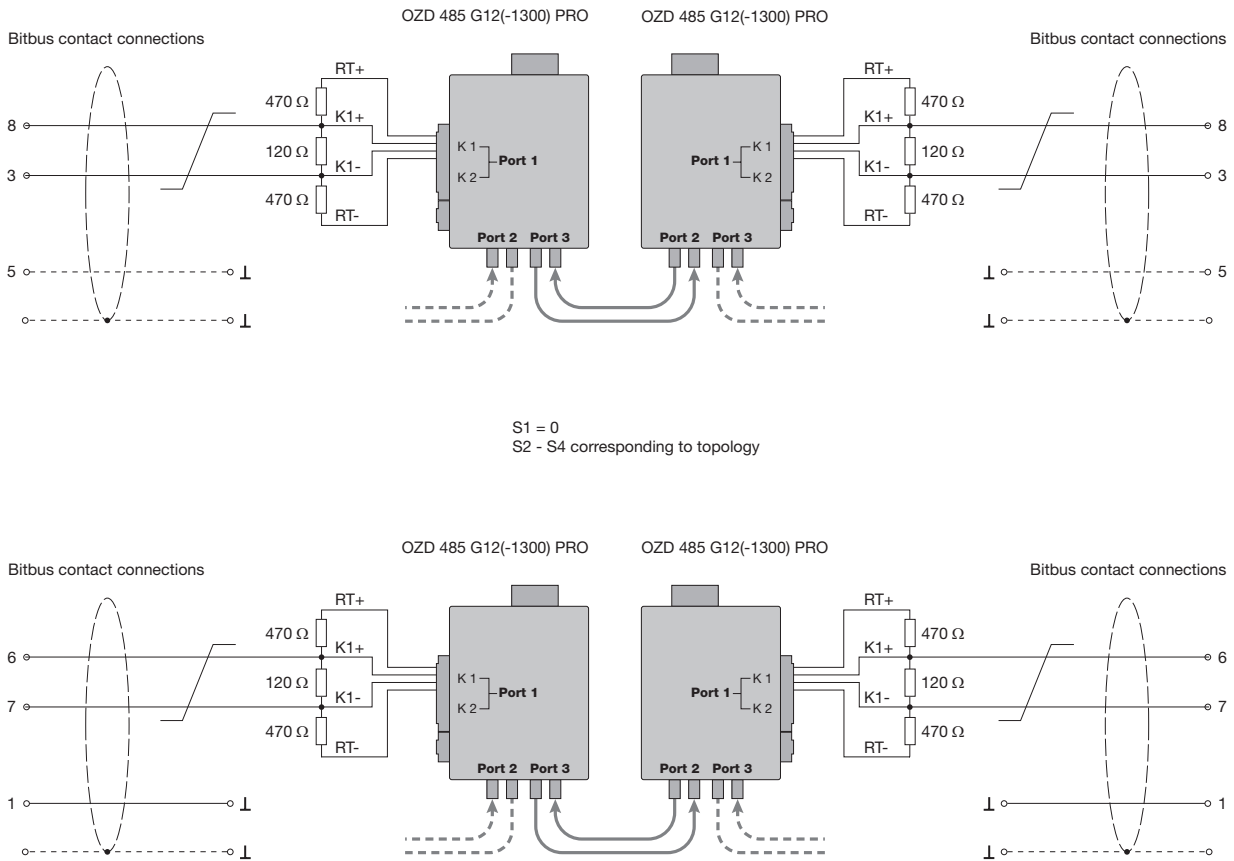 OZD 485 G12(-1300) PRO
OZD 485 G12(-1300) PRO
Bitbus contact connections
Bitbus contact connections
RT+
470 Ω
K1+
8
120 Ω
K1-
3
470 Ω
RT-
5
⊥
⊥
K 1
Port 1
K 2
Port 2 Port 3
K 1
Port 1
K 2
Port 2 Port 3
RT+
470 Ω
K1+
8
120 Ω
K1-
3
470 Ω
RT-
⊥
5
⊥
S1 = 0
S2 - S4 corresponding to topology
OZD 485 G12(-1300) PRO
OZD 485 G12(-1300) PRO
Bitbus contact connections
Bitbus contact connections
RT+
470 Ω
K1+
6
120 Ω
K1-
7
470 Ω
RT-
1
⊥
⊥
K 1
Port 1
K 2
Port 2 Port 3
K 1
Port 1
K 2
Port 2 Port 3
RT+
470 Ω
K1+
6
120 Ω
K1-
7
470 Ω
RT-
⊥
1
⊥